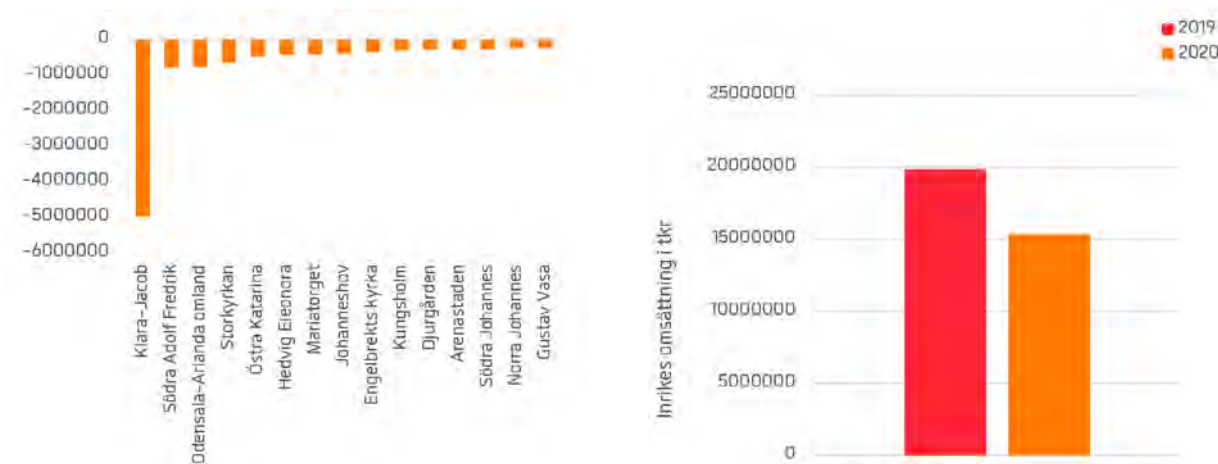 0
-1000000
-2000000
-3000000
-4000000
-5000000
-6000000
Klara-Jacob
Södra Adolf Fredrik
Odensala-Arlanda omland
Storkyrkan
Östra Katarina
Hedvig Eleonora
Mariatorget
Johanneshov
Engelbrekts kyrka
Kungsholm
Djurgården
Arenastaden
Södra Johannes
Norra Johannes
Gustav Vasa
2019
2020
Inrikes omsättning i tkr
25000000
20000000
15000000
10000000
5000000
0